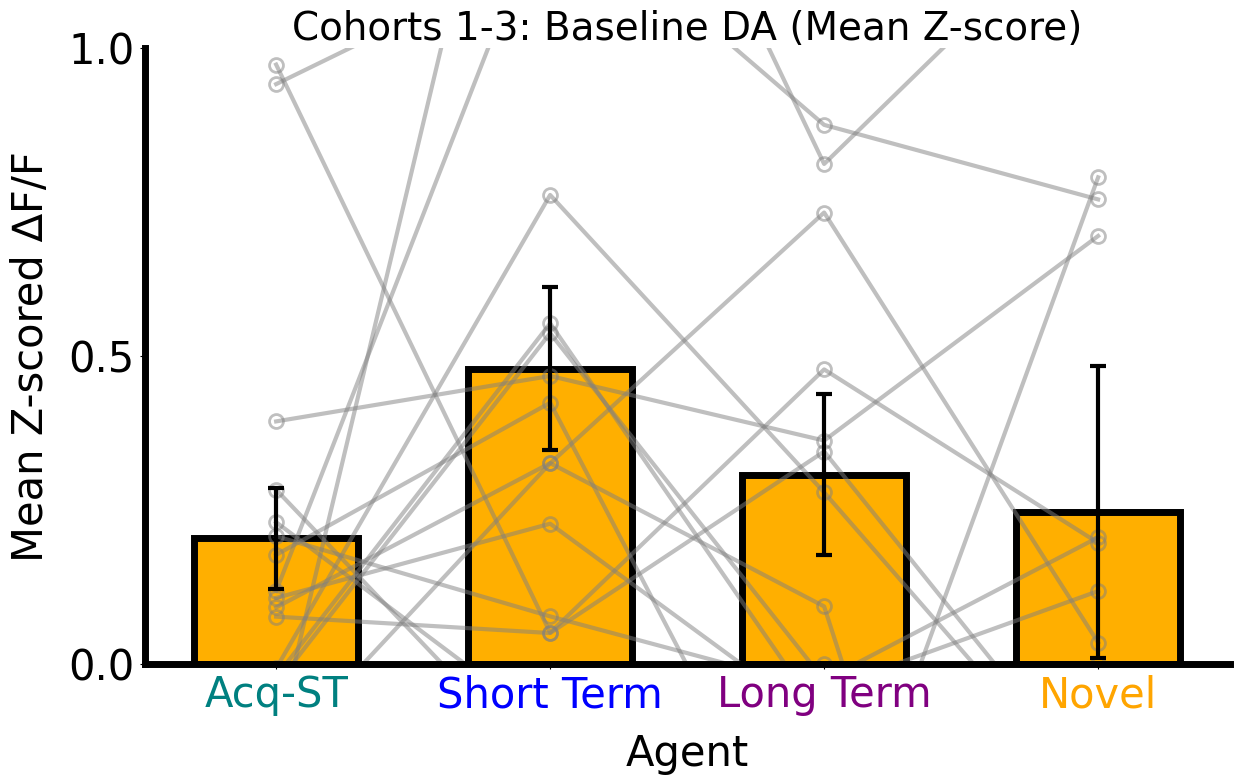 Cohorts 1-3: Baseline DA (Mean Z-score)
Mean Z-scored ΔF/F
1.0
0.5
0.0
Acq-ST Short Term Long Term Novel
Agent